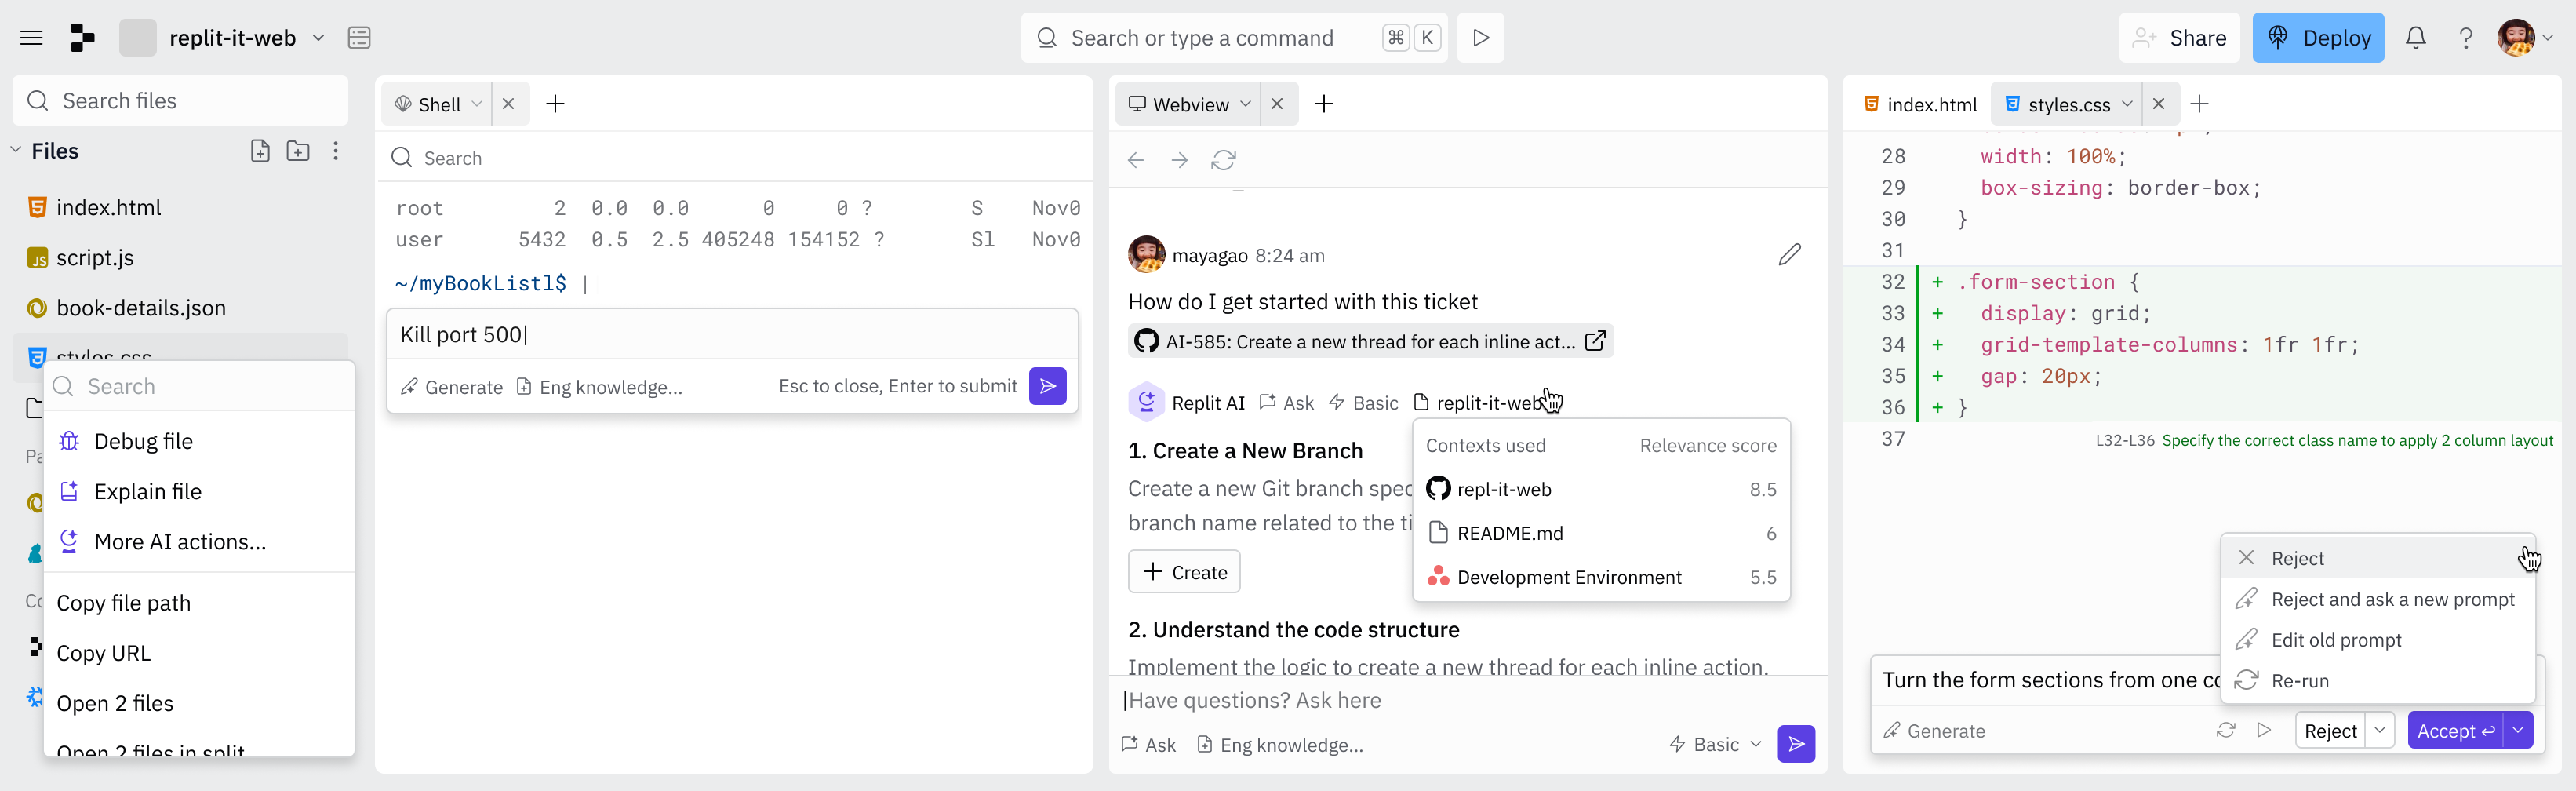 replit-it-web
Search or type a command ⌘ K
Share
Deploy
Search files
Files
index.html
script.js
book-details.json
styles.css
Pa
Co
Search
Debug file
Explain file
More AI actions...
Copy file path
Copy URL
Open 2 files
Open 2 files in split
Shell
Search
root 2 0.0 0.0 0 0 ? S Nov0
user 5432 0.5 2.5 405248 154152 ? Sl Nov0
~/myBookListl$ |
Kill port 500|
Generate Eng knowledge... Esc to close, Enter to submit
Webview
mayagao 8:24 am
How do I get started with this ticket
AI-585: Create a new thread for each inline act...
Replit AI Ask Basic replit-it-web
Contexts used Relevance score
repl-it-web 8.5
README.md 6
Development Environment 5.5
1. Create a New Branch
Create a new Git branch spec
branch name related to the ti
Create
2. Understand the code structure
Implement the logic to create a new thread for each inline action.
Have questions? Ask here
Ask Eng knowledge... Basic
index.html styles.css
28 width: 100%;
29 box-sizing: border-box;
30 }
31
32 + .form-section {
33 + display: grid;
34 + grid-template-columns: 1fr 1fr;
35 + gap: 20px;
36 + }
37 L32-L36 Specify the correct class name to apply 2 column layout
Reject
Reject and ask a new prompt
Edit old prompt
Re-run
Turn the form sections from one co
Generate Reject Accept ↩